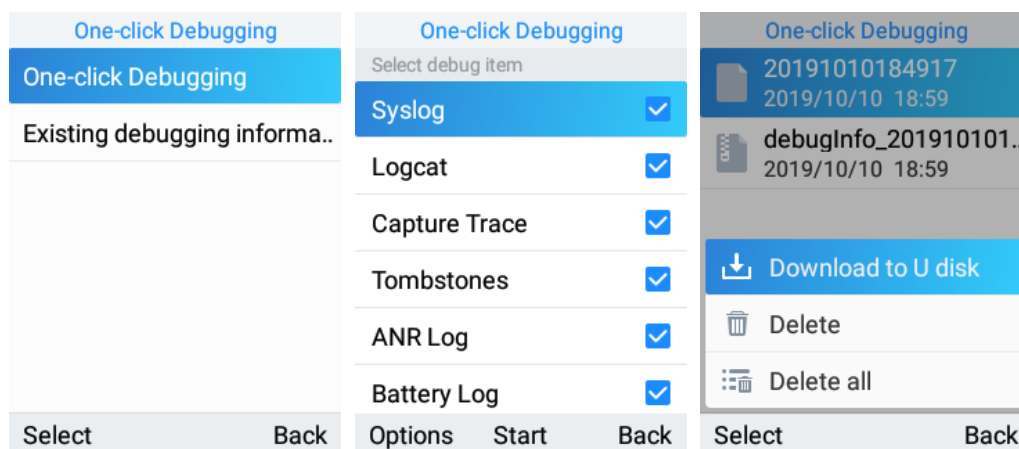 One-click Debugging
One-click Debugging
Existing debugging informa..
Select
Back
One-click Debugging
Select debug item
Syslog
Logcat
Capture Trace
Tombstones
ANR Log
Battery Log
Options
Start
Back
One-click Debugging
20191010184917
2019/10/10 18:59
debugInfo_201910101..
2019/10/10 18:59
Download to U disk
Delete
Delete all
Select
Back